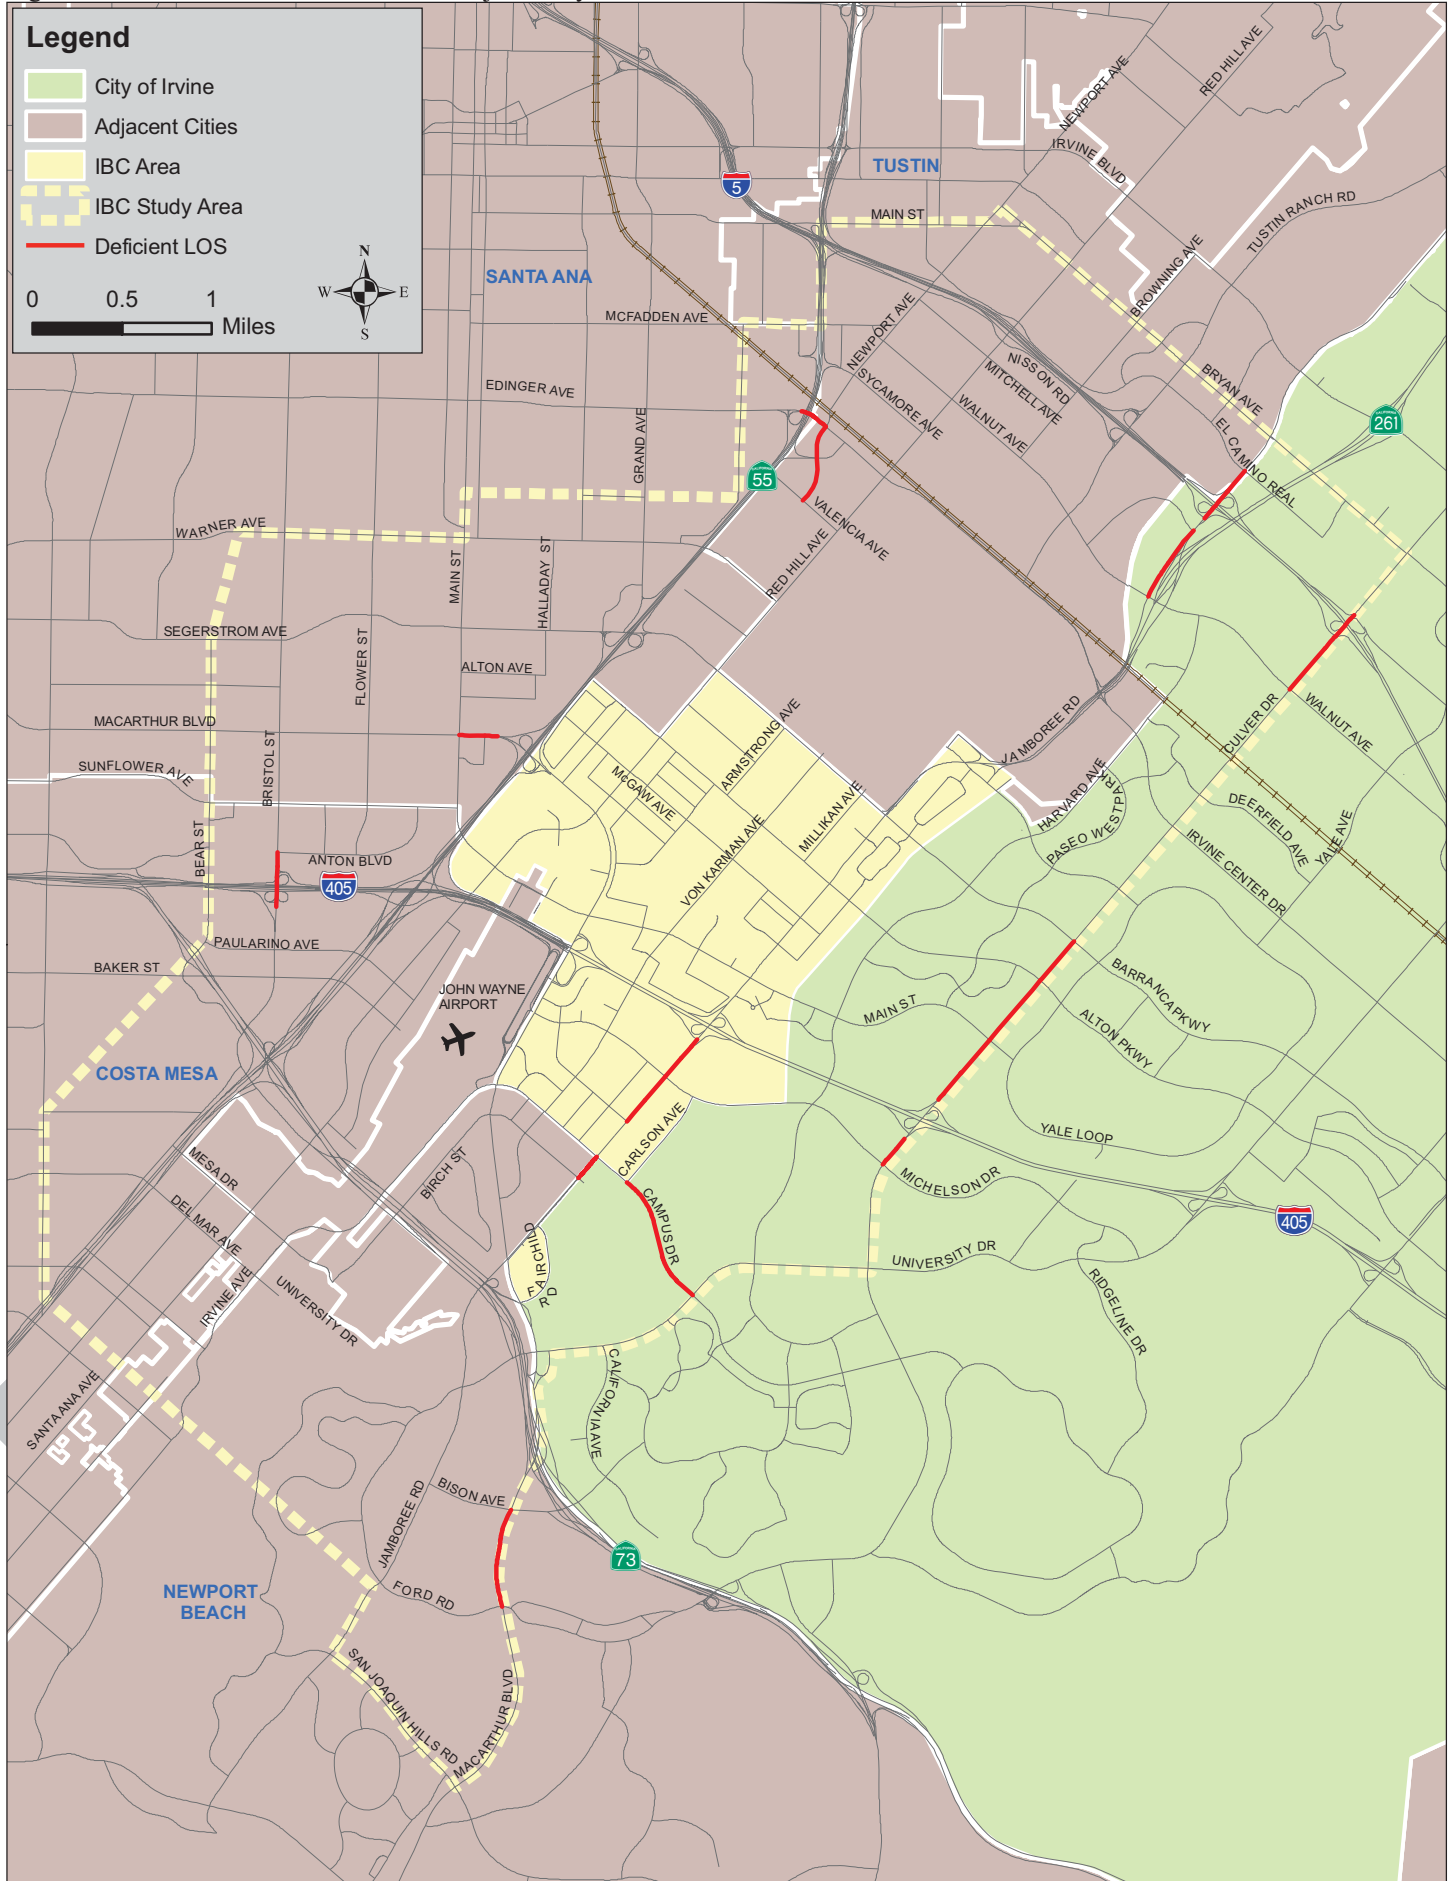 Legend
City of Irvine
Adjacent Cities
IBC Area
IBC Study Area
Deficient LOS
0 0.5 1
Miles
N
W E
S
RED HILL AVE
NEWPORT AVE
IRVINE BLVD
TUSTIN
5
MAIN ST
TUSTIN RANCH RD
BROWNING AVE
SANTA ANA
MCFADDEN AVE
NEWPORT AVE
NISSON RD
MITCHELL AVE
SYCAMORE AVE
WALNUT AVE
BRYAN AVE
EDINGER AVE
GRAND AVE
EL CAMINO REAL
CALIFORNIA
261
CALIFORNIA
55
VALENCIA AVE
RED HILL AVE
WARNER AVE
MAIN ST
HALLADAY ST
SEGERSTROM AVE
FLOWER ST
ALTON AVE
MACARTHUR BLVD
BRISTOL ST
SUNFLOWER AVE
ARMSTRONG AVE
JAMBOREE RD
CULVER DR
WALNUT AVE
MCGAW AVE
HARVARD AVE
PASEO WESTPARK
DEERFIELD AVE
YALE AVE
MILLIKAN AVE
VON KARMAN AVE
IRVINE CENTER DR
BEAR ST
ANTON BLVD
405
PAULARINO AVE
BAKER ST
JOHN WAYNE
AIRPORT
BARRANCA PKWY
MAIN ST
ALTON PKWY
COSTA MESA
CARLSON AVE
YALE LOOP
MICHELSON DR
MESA DR
BIRCH ST
CAMPUS DR
DEL MAR AVE
405
UNIVERSITY DR
FAIRCHILD RD
IRVINE AVE
UNIVERSITY DR
RIDGELINE DR
SANTA ANA AVE
CALIFORNIA AVE
BISON AVE
JAMBOREE RD
CALIFORNIA
73
NEWPORT
BEACH
FORD RD
SAN JOAQUIN HILLS RD
MACARTHUR BLVD